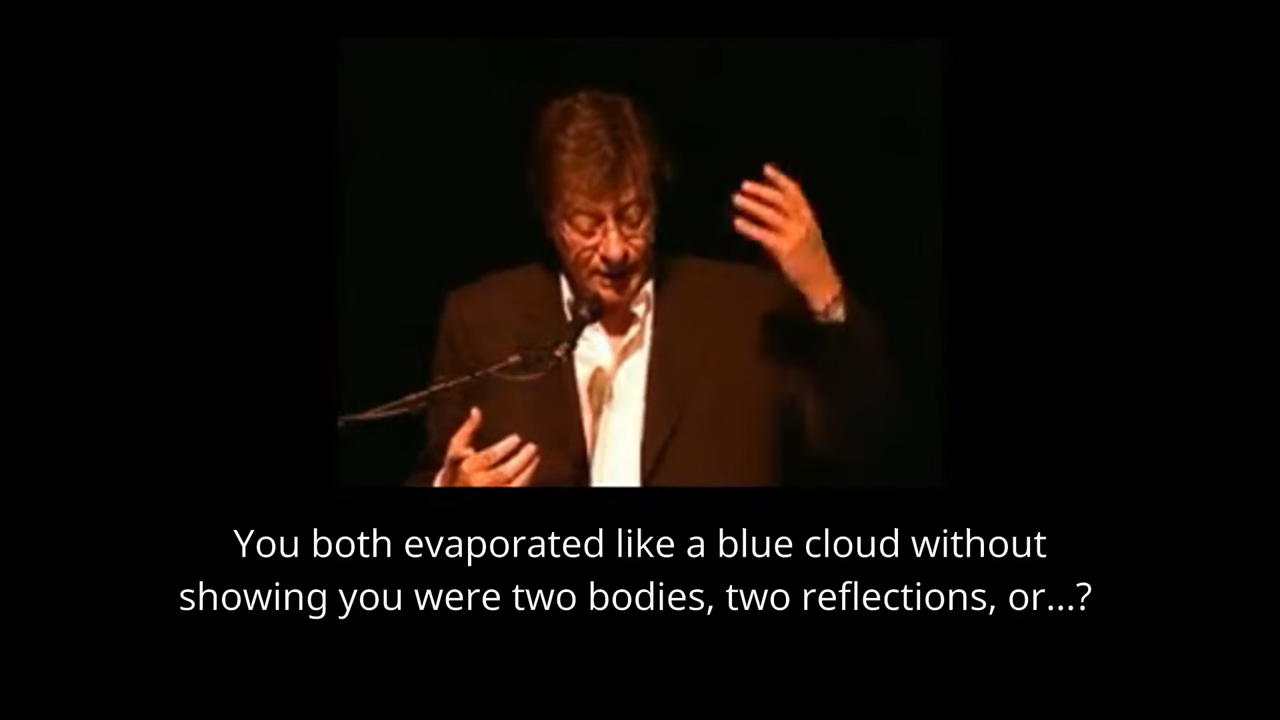 You both evaporated like a blue cloud without
showing you were two bodies, two reflections, or...?